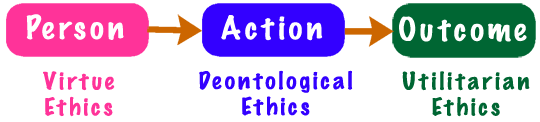 Person Action Outcome
Virtue Deontological Utilitarian
Ethics Ethics Ethics